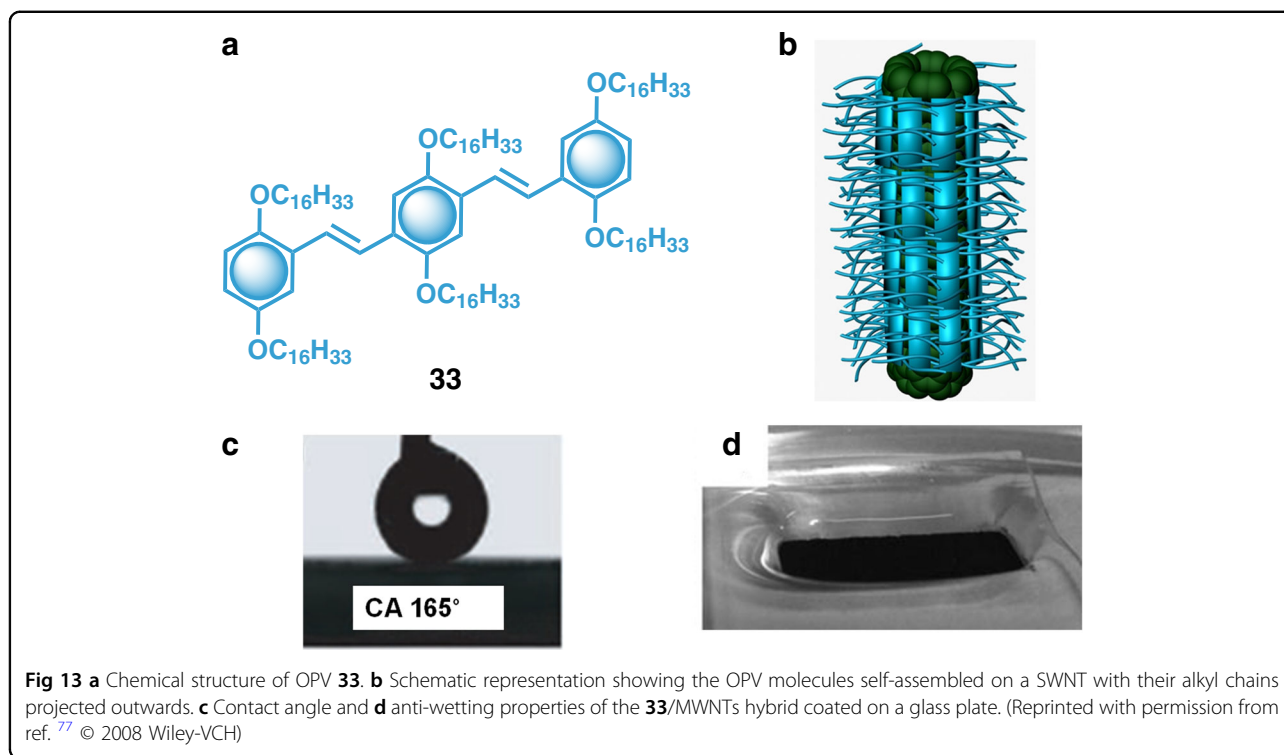 a
b
OC16H33
OC16H33
OC16H33
OC16H33
OC16H33
OC16H33
33
c
d
CA 165°
Fig 13 a Chemical structure of OPV 33. b Schematic representation showing the OPV molecules self-assembled on a SWNT with their alkyl chains
projected outwards. c Contact angle and d anti-wetting properties of the 33/MWNTs hybrid coated on a glass plate. (Reprinted with permission from
ref. 77 © 2008 Wiley-VCH)